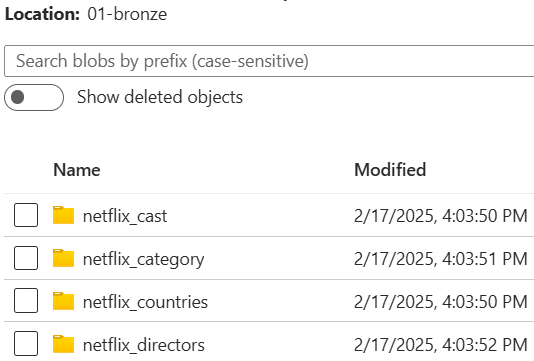 Location: 01-bronze
Search blobs by prefix (case-sensitive)
Show deleted objects
Name Modified
netflix_cast 2/17/2025, 4:03:50 PM
netflix_category 2/17/2025, 4:03:51 PM
netflix_countries 2/17/2025, 4:03:50 PM
netflix_directors 2/17/2025, 4:03:52 PM